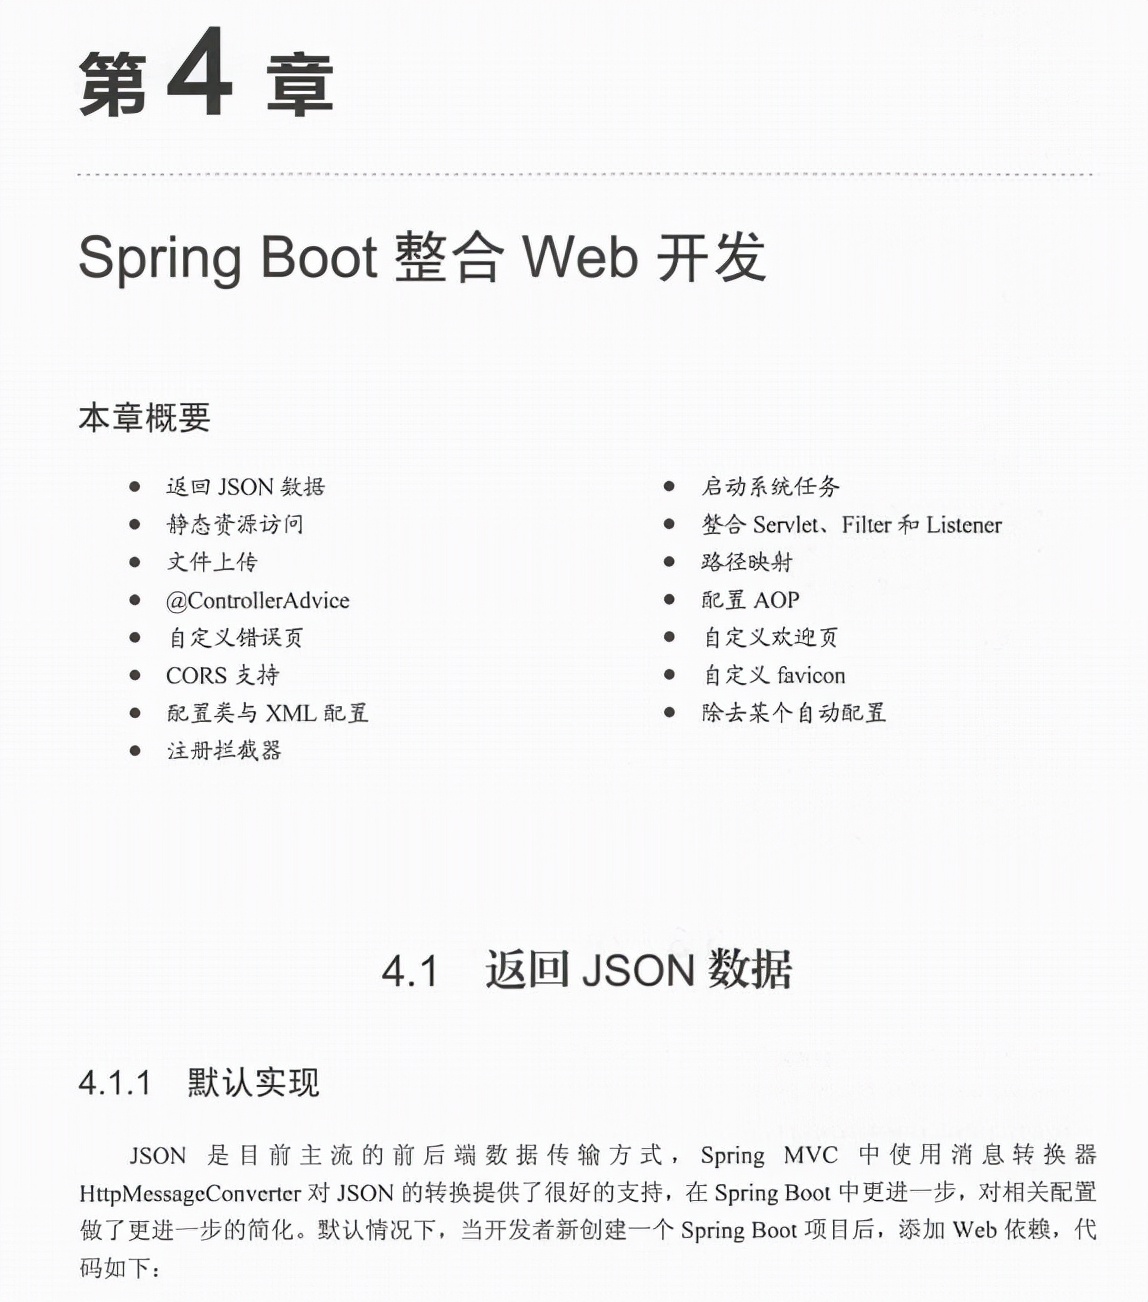 第4章
Spring Boot 整合 Web 开发
本章概要
● 返回 JSON 数据
● 静态资源访问
● 文件上传
● @ControllerAdvice
● 自定义错误页
● CORS 支持
● 配置类与 XML 配置
● 注册拦截器
● 启动系统任务
● 整合 Servlet、Filter 和 Listener
● 路径映射
● 配置 AOP
● 自定义欢迎页
● 自定义 favicon
● 除去某个自动配置
4.1 返回 JSON 数据
4.1.1 默认实现
JSON 是目前主流的前后端数据传输方式，Spring MVC 中使用消息转换器
HttpMessageConverter 对 JSON 的转换提供了很好的支持，在 Spring Boot 中更进一步，对相关配置
做了更进一步的简化。默认情况下，当开发者新创建一个 Spring Boot 项目后，添加 Web 依赖，代
码如下：